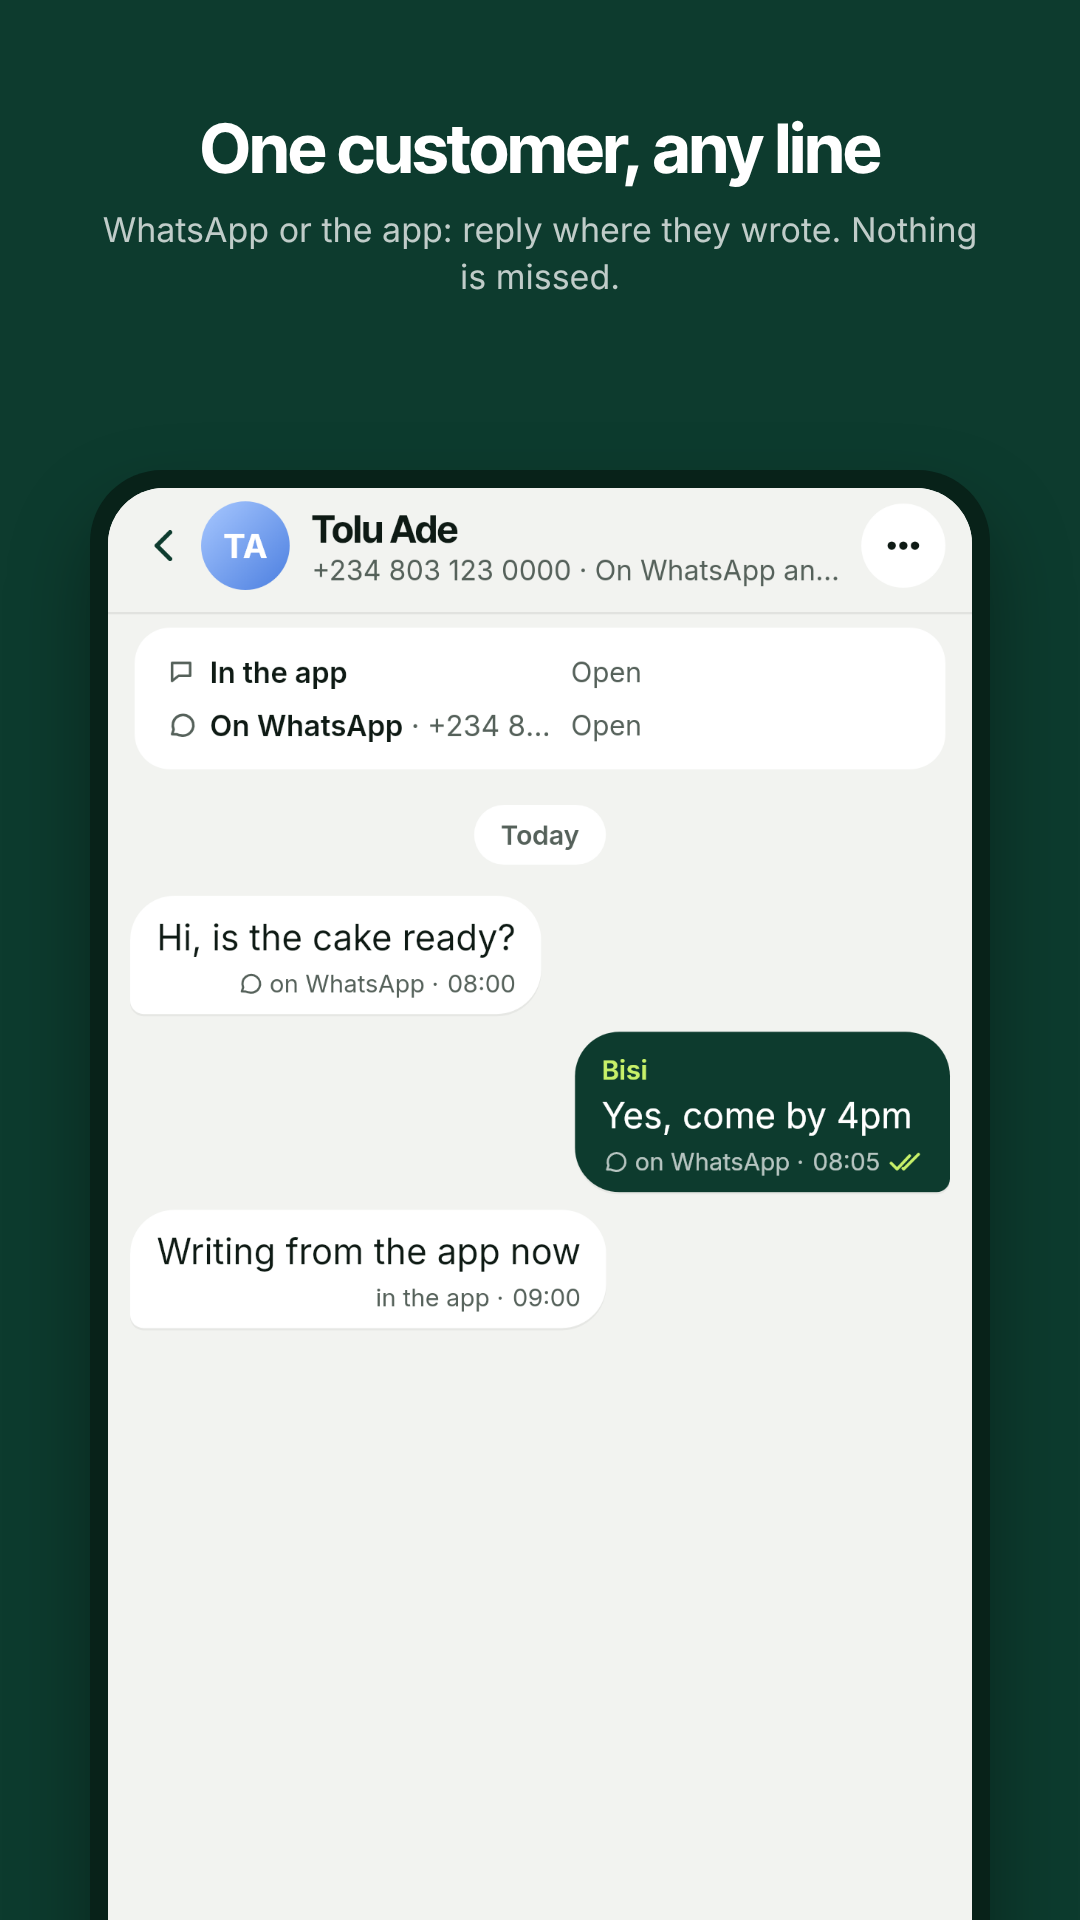 One customer, any line
WhatsApp or the app: reply where they wrote. Nothing
is missed.
TA
Tolu Ade
+234 803 123 0000 · On WhatsApp an...
In the app Open
On WhatsApp · +234 8... Open
Today
Hi, is the cake ready?
on WhatsApp · 08:00
Bisi
Yes, come by 4pm
on WhatsApp · 08:05
Writing from the app now
in the app · 09:00